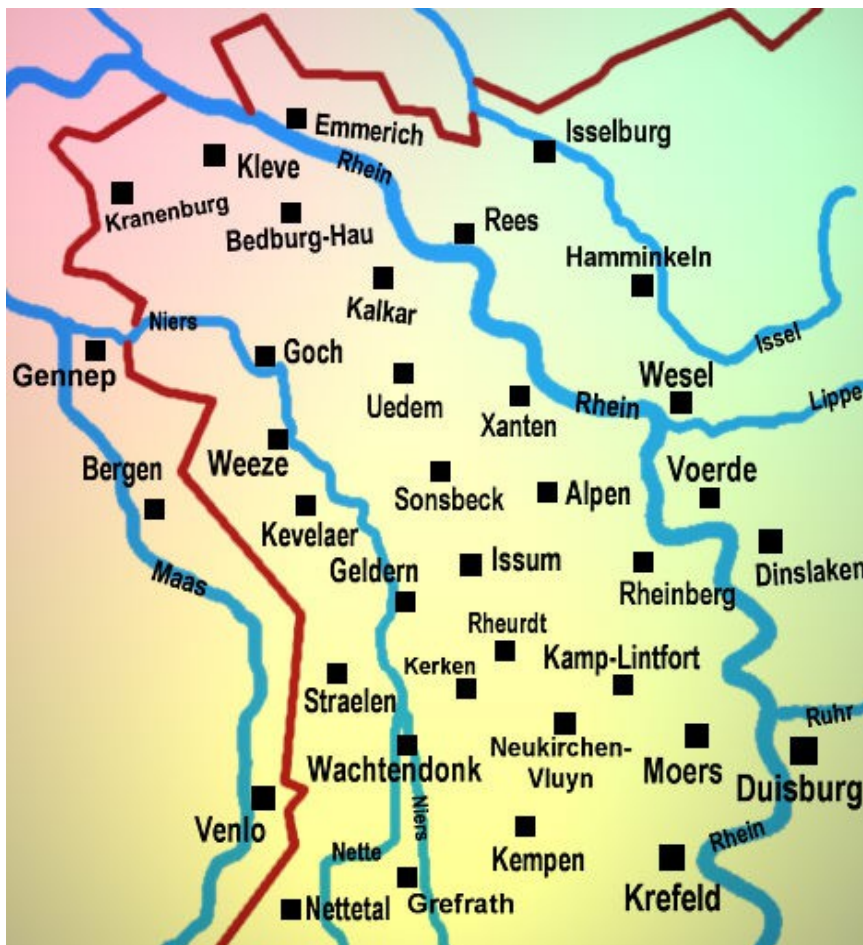 Emmerich
Isselburg
Kleve
Rhein
Kranenburg
Bedburg-Hau
Rees
Hamminkeln
Kalkar
Niers
Issel
Goch
Gennep
Wesel
Uedem
Lippe
Xanten
Rhein
Weeze
Bergen
Voerde
Sonsbeck
Alpen
Kevelaer
Geldern
Issum
Maas
Dinslaken
Rheinberg
Rheurdt
Kerken
Kamp-Lintfort
Straelen
Ruhr
Neukirchen-
Vluyn
Wachtendonk
Moers
Duisburg
Niers
Venlo
Rhein
Nette
Kempen
Krefeld
Nettetal
Grefrath